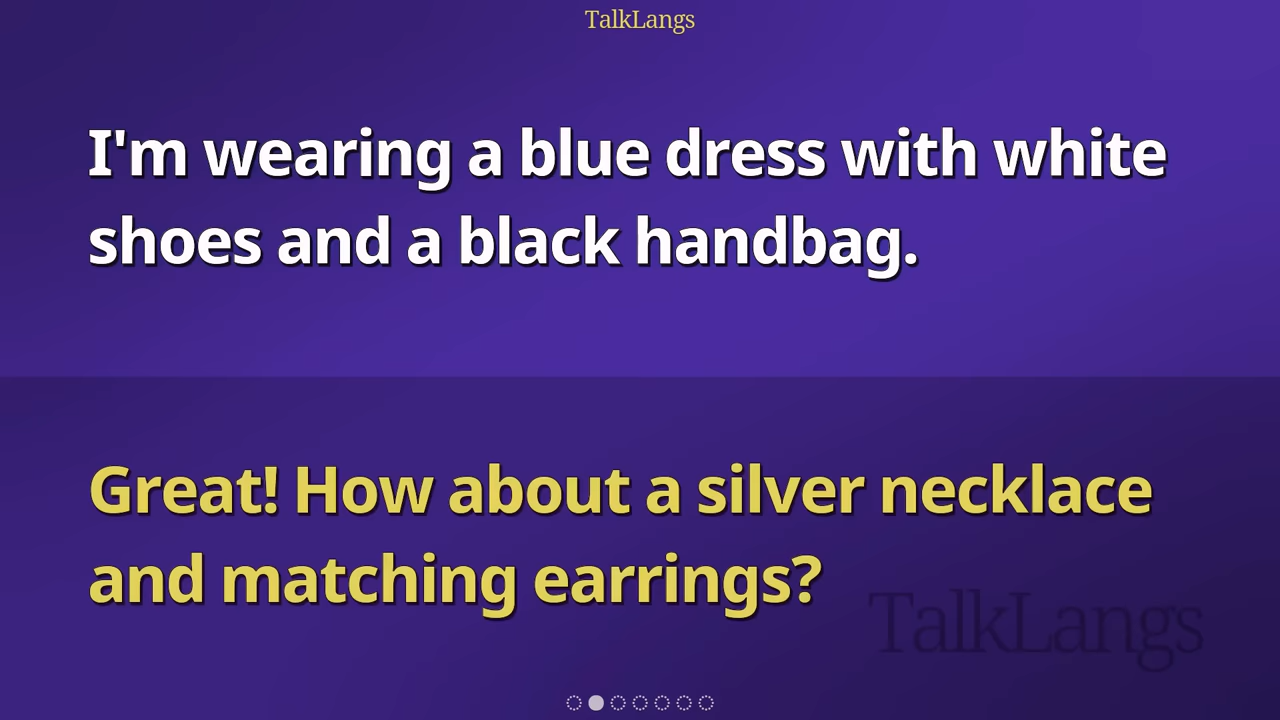 TalkLangs
I'm wearing a blue dress with white
shoes and a black handbag.
Great! How about a silver necklace
and matching earrings?
TalkLangs